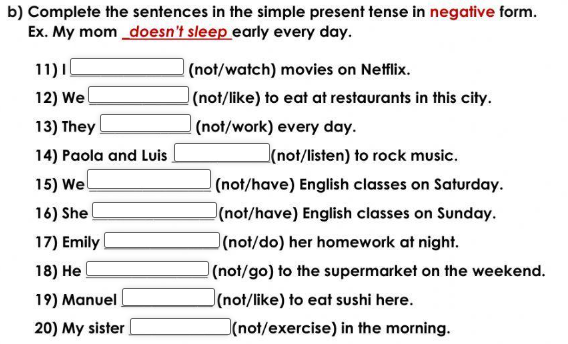 b) Complete the sentences in the simple present tense in negative form.
Ex. My mom _doesn't sleep early every day.
11) I (not/watch) movies on Netflix.
12) We (not/like) to eat at restaurants in this city.
13) They (not/work) every day.
14) Paola and Luis (not/listen) to rock music.
15) We (not/have) English classes on Saturday.
16) She (not/have) English classes on Sunday.
17) Emily (not/do) her homework at night.
18) He (not/go) to the supermarket on the weekend.
19) Manuel (not/like) to eat sushi here.
20) My sister (not/exercise) in the morning.